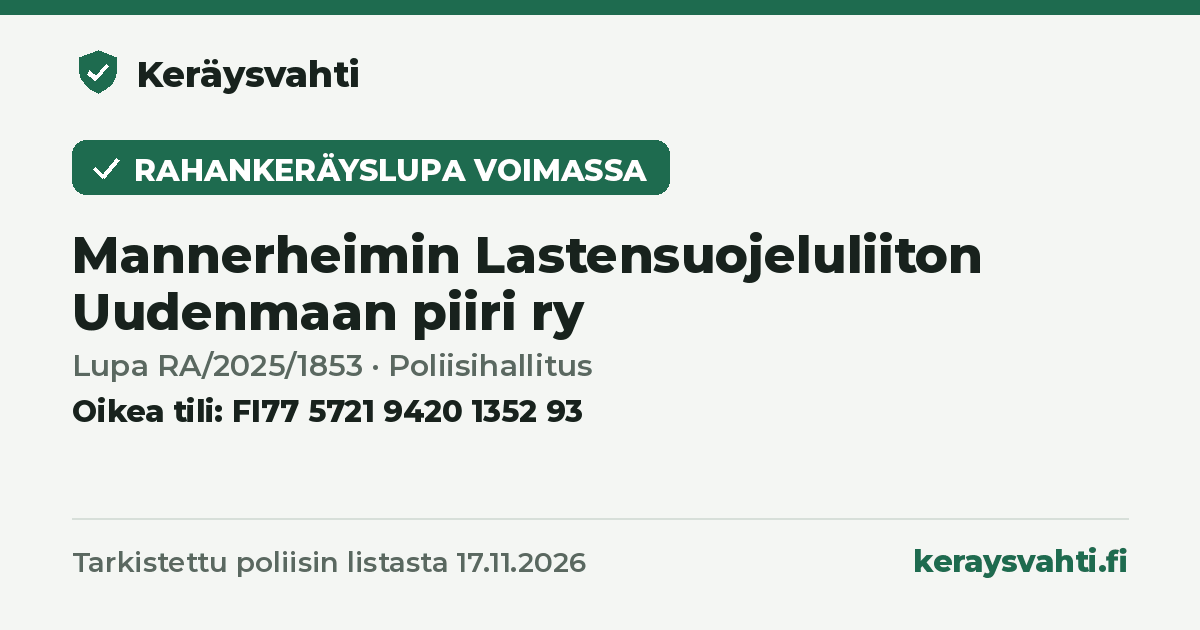 Keräysvahti
RAHANKERÄYSLUPA VOIMASSA
Mannerheimin Lastensuojeluliiton
Uudenmaan piiri ry
Lupa RA/2025/1853 · Poliisihallitus
Oikea tili: FI77 5721 9420 1352 93
Tarkistettu poliisin listasta 17.11.2026
keraysvahti.fi